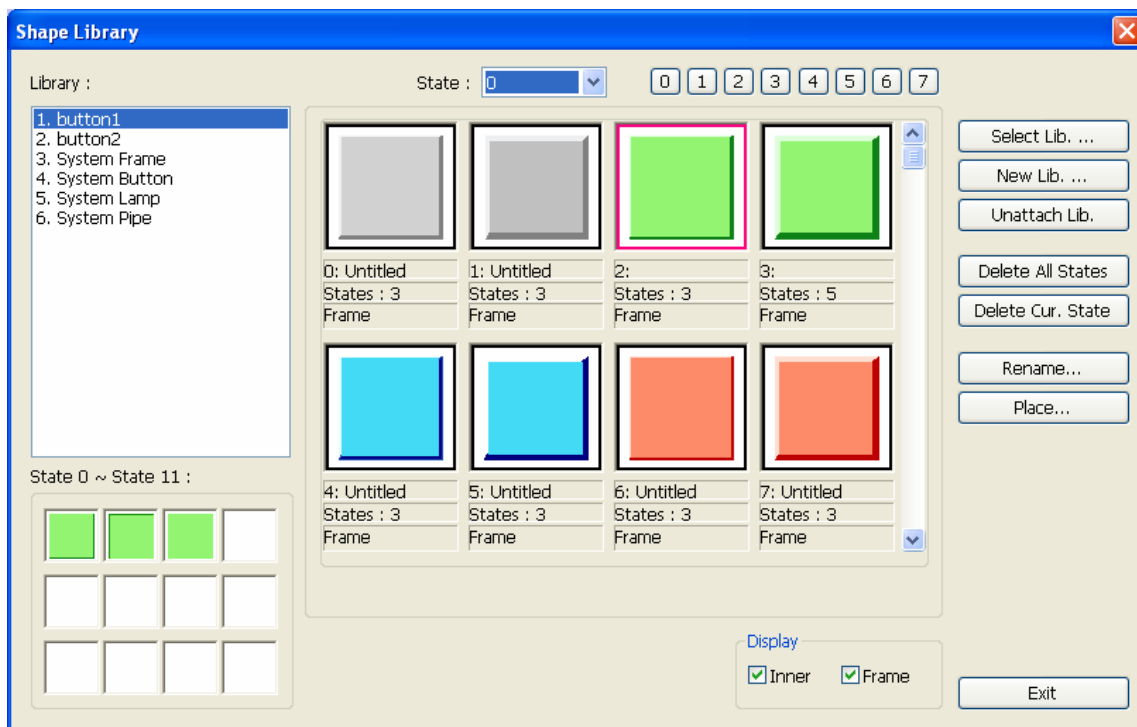 Shape Library
Library :
State :
0
0 1 2 3 4 5 6 7
1. button1
2. button2
3. System Frame
4. System Button
5. System Lamp
6. System Pipe
0: Untitled
States : 3
Frame
1: Untitled
States : 3
Frame
2:
States : 3
Frame
3:
States : 5
Frame
4: Untitled
States : 3
Frame
5: Untitled
States : 3
Frame
6: Untitled
States : 3
Frame
7: Untitled
States : 3
Frame
Select Lib. ...
New Lib. ...
Unattach Lib.
Delete All States
Delete Cur. State
Rename...
Place...
State 0 ~ State 11 :
Display
Inner
Frame
Exit